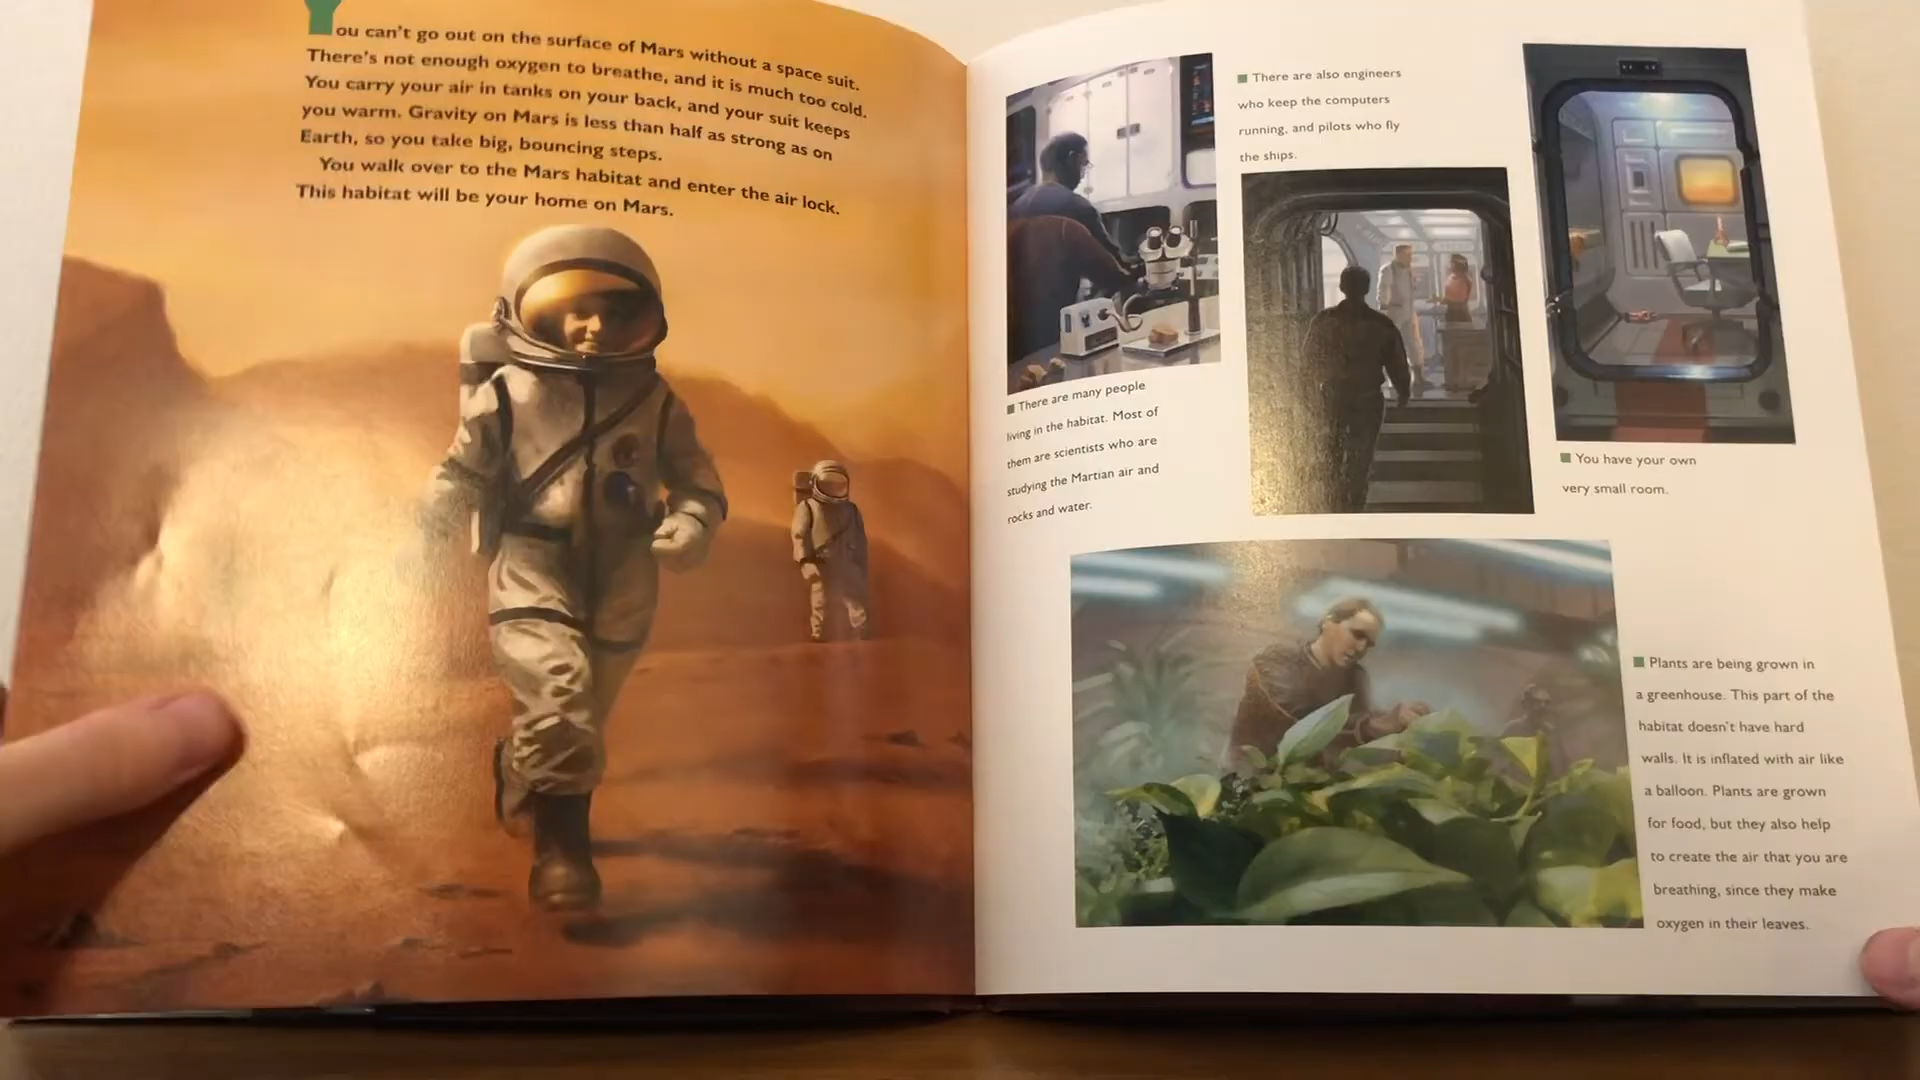 You can't go out on the surface of Mars without a space suit.
There's not enough oxygen to breathe, and it is much too cold.
You carry your air in tanks on your back, and your suit keeps
you warm. Gravity on Mars is less than half as strong as on
Earth, so you take big, bouncing steps.
You walk over to the Mars habitat and enter the air lock.
This habitat will be your home on Mars.
There are many people
living in the habitat. Most of
them are scientists who are
studying the Martian air and
rocks and water.
There are also engineers
who keep the computers
running, and pilots who fly
the ships.
You have your own
very small room.
Plants are being grown in
a greenhouse. This part of the
habitat doesn't have hard
walls. It is inflated with air like
a balloon. Plants are grown
for food, but they also help
to create the air that you are
breathing, since they make
oxygen in their leaves.